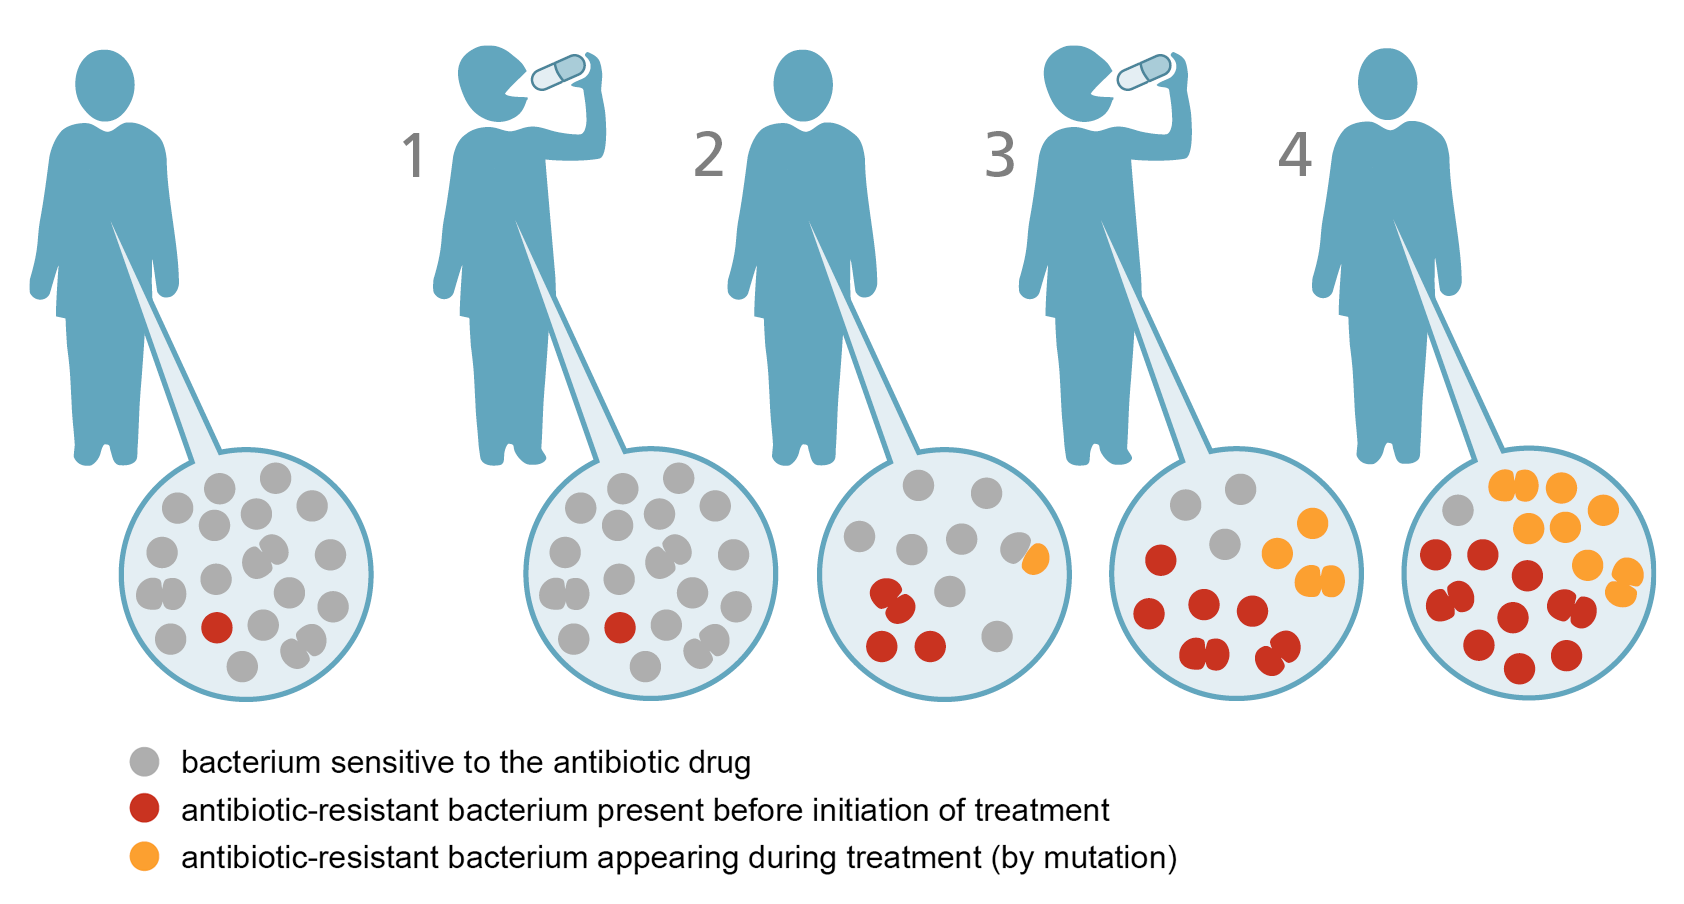 1
2
3
4
bacterium sensitive to the antibiotic drug
antibiotic-resistant bacterium present before initiation of treatment
antibiotic-resistant bacterium appearing during treatment (by mutation)